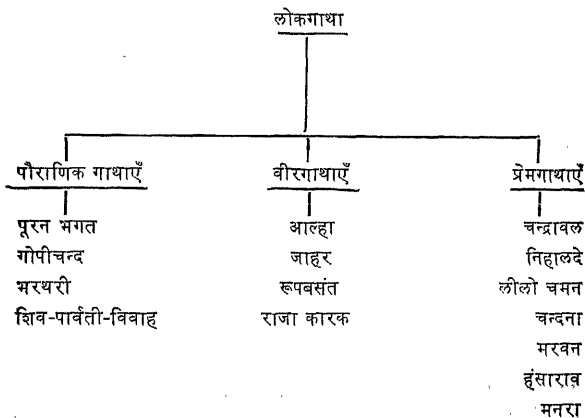 लोकगाथा
पौराणिक गाथाएँ वीरगाथाएँ प्रेमगाथाएँ
पूरन भगत आल्हा चन्द्रावल
गोपीचन्द जाहर निहालदे
भरथरी रूपबसंत लीलो चमन
शिव-पार्वती-विवाह राजा कारक चन्दना
मरवन
हंसाराव
मनरा